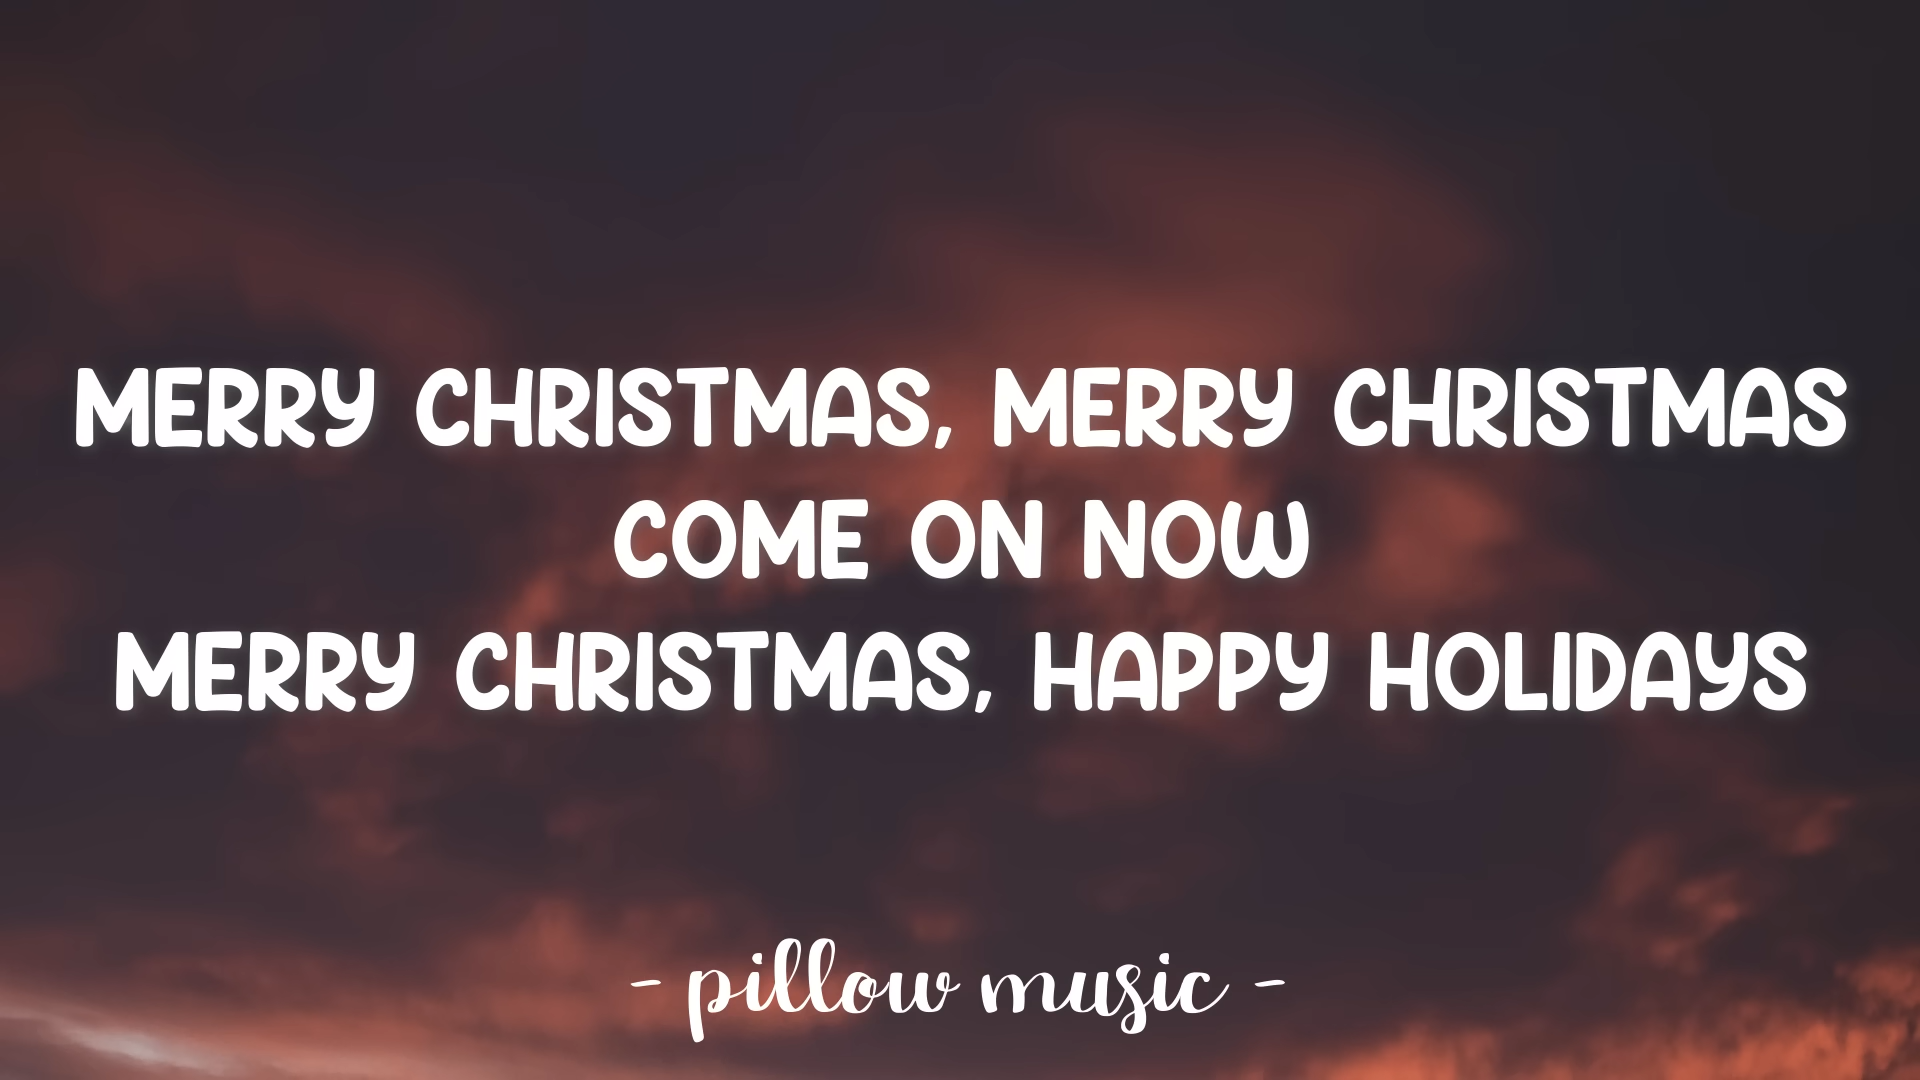 MERRY CHRISTMAS, MERRY CHRISTMAS
COME ON NOW
MERRY CHRISTMAS, HAPPY HOLIDAYS
- pillow music -